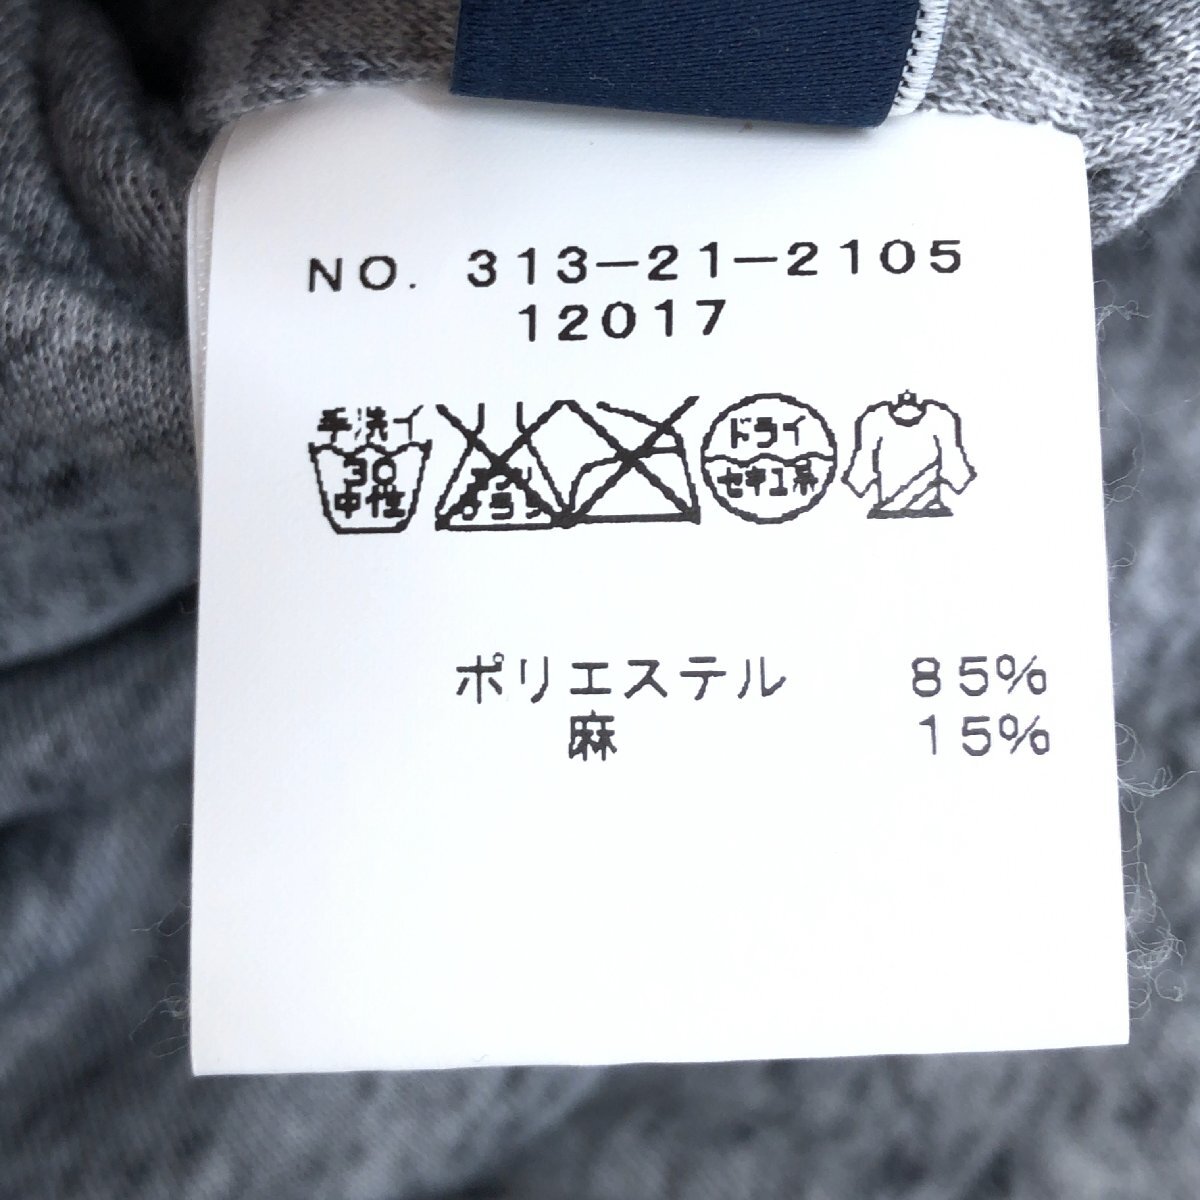 NO. 313-21-2105
12017
手洗イ
30
中性
エンソ
サラシ
ドライ
セキユ系
ポリエステル 85%
麻 15%